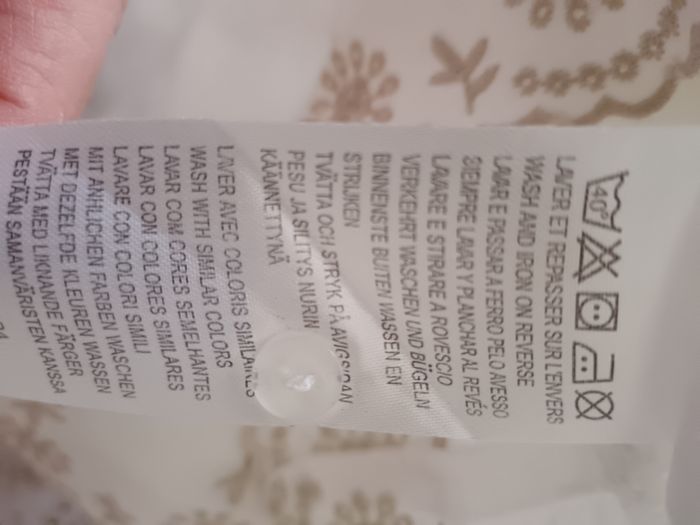 40°
LAVER ET REPASSER SUR L'ENVERS
WASH AND IRON ON REVERSE
LAVAR E PASSAR A FERRO PELO AVESSO
SIEMPRE LAVAR Y PLANCHAR AL REVÉS
LAVARE E STIRARE A ROVESCIO
VERKEHRT WASCHEN UND BÜGELN
BINNENSTE BUITEN WASSEN EN
STRIJKEN
TVÄTTA OCH STRYK PÅ AVIGSIDAN
PESU JA SILITYS NURIN
KÄÄNNETTYNÄ
LAVER AVEC COLORIS SIMILAIRES
WASH WITH SIMILAR COLORS
LAVAR COM CORES SEMELHANTES
LAVAR CON COLORES SIMILARES
LAVARE CON COLORI SIMILI
MIT ÄHNLICHEN FARBEN WASCHEN
MET DEZELFDE KLEUREN WASSEN
TVÄTTA MED LIKNANDE FÄRGER
PESTÄÄN SAMANVÄRISTEN KANSSA